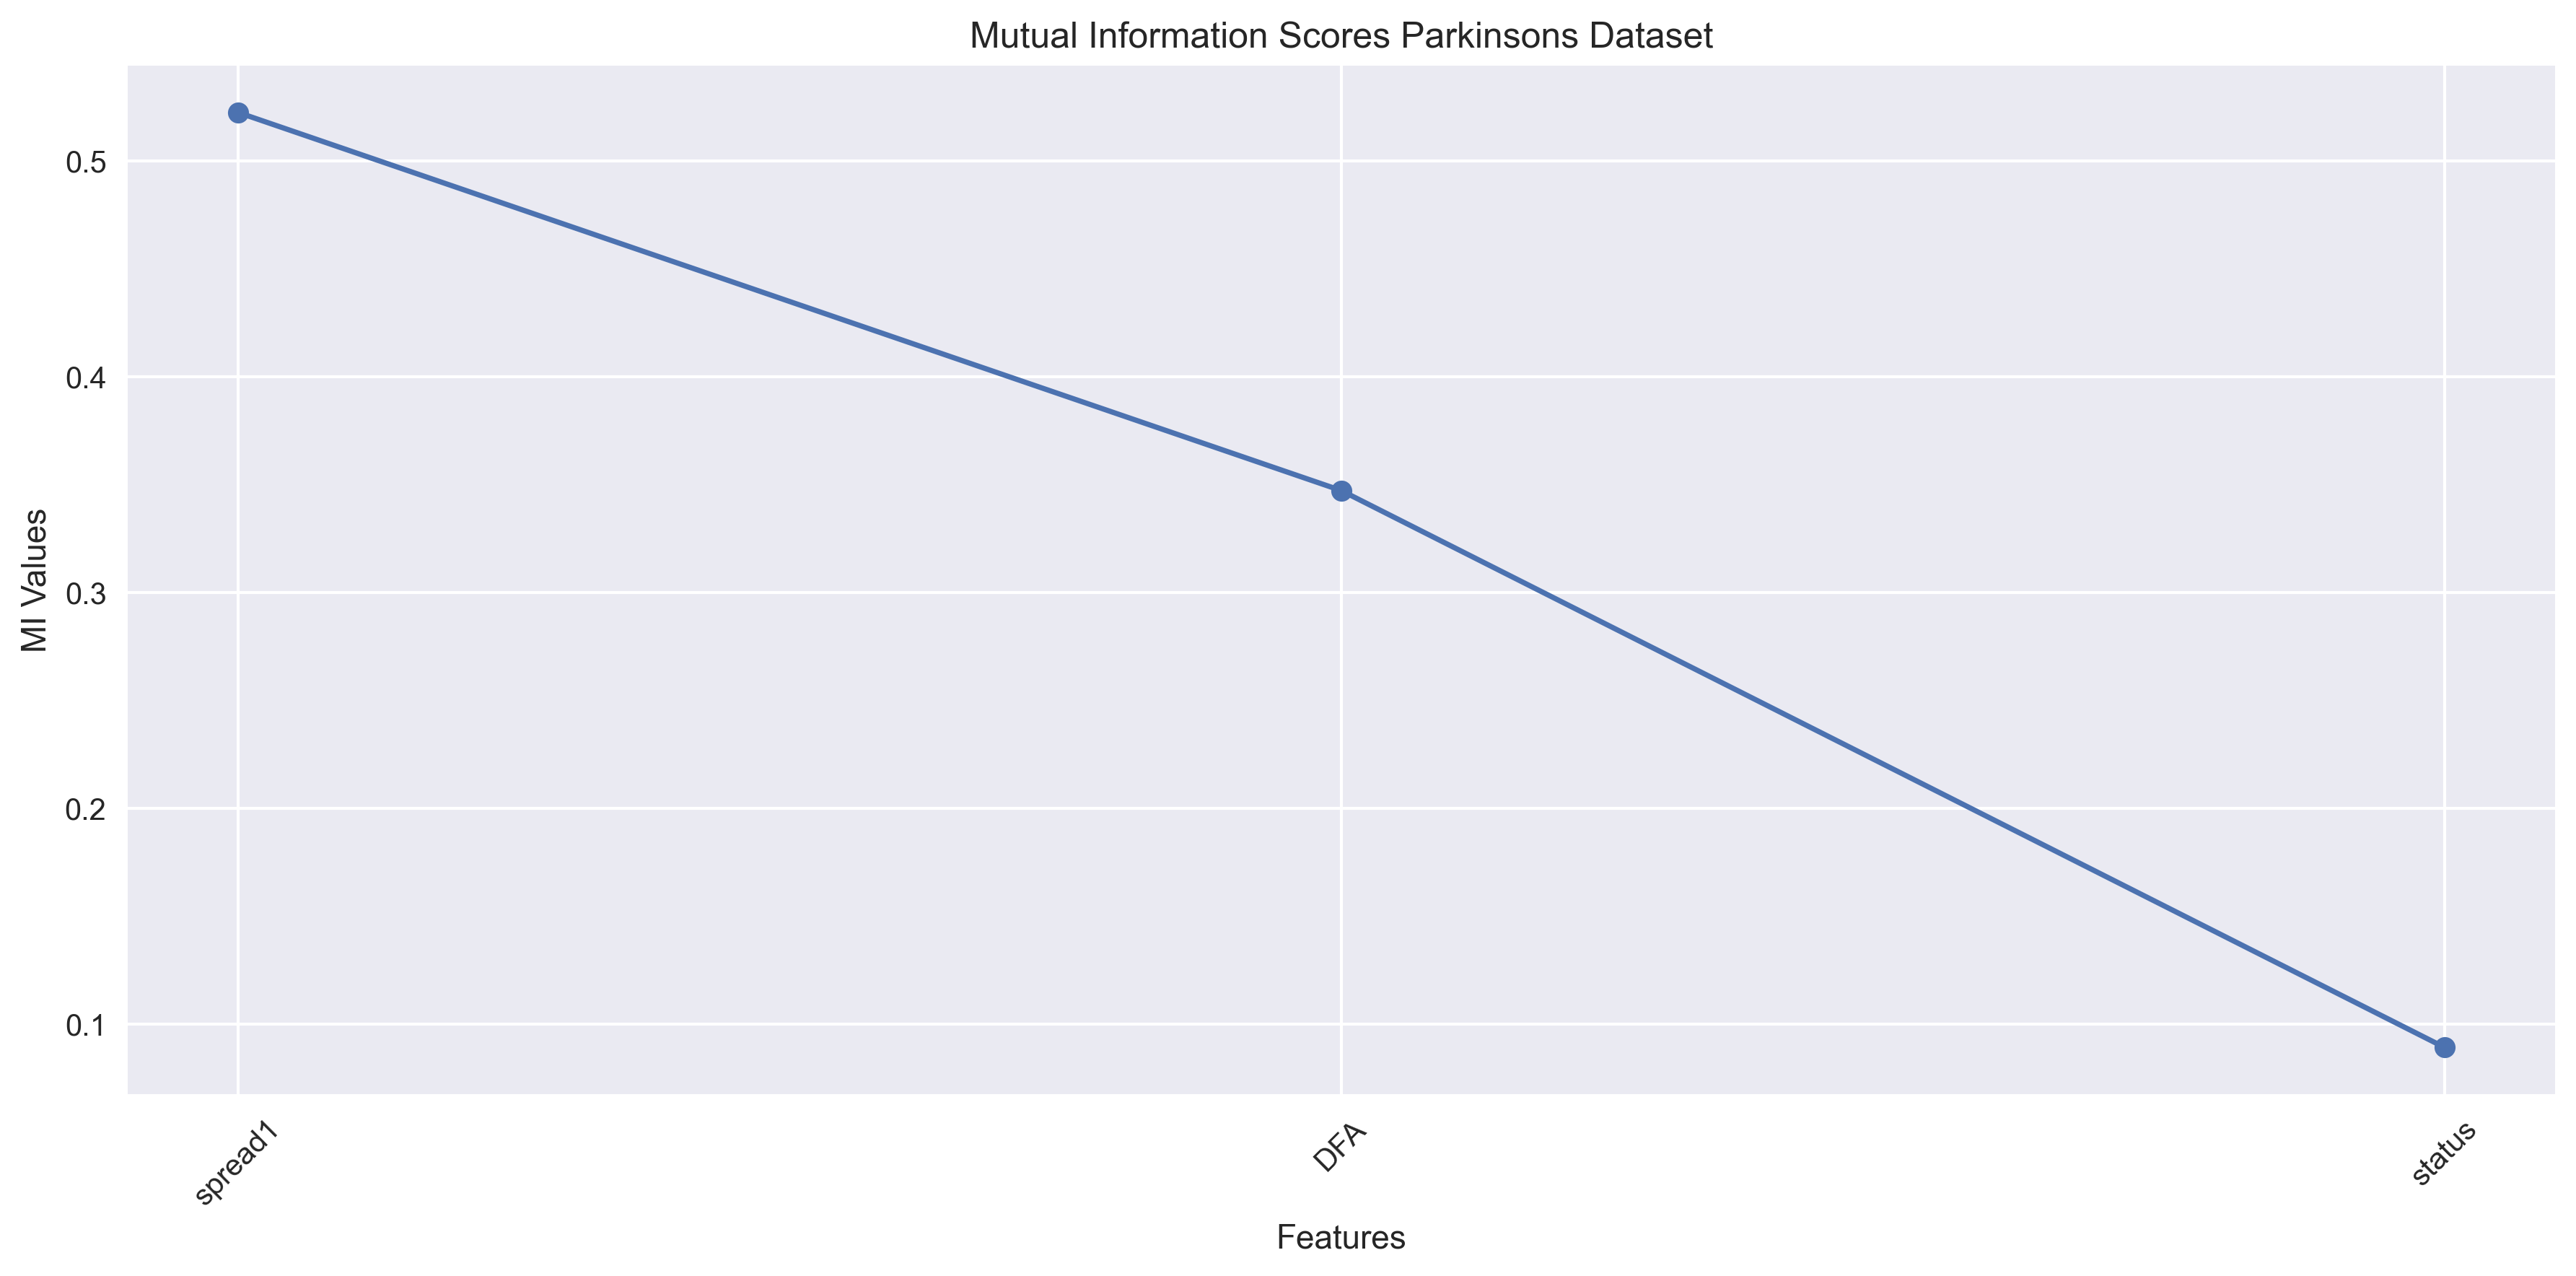 Mutual Information Scores Parkinsons Dataset
MI Values
0.5
0.4
0.3
0.2
0.1
spread1
DFA
status
Features